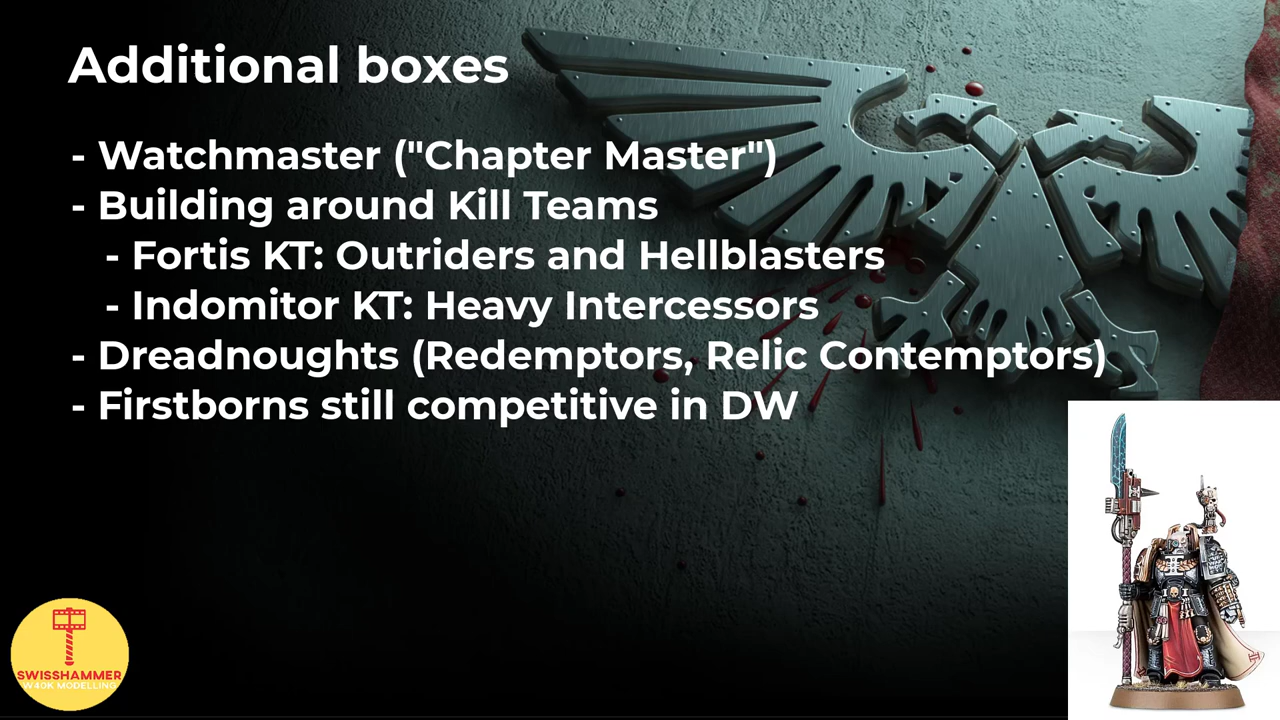 Additional boxes
- Watchmaster ("Chapter Master")
- Building around Kill Teams
- Fortis KT: Outriders and Hellblasters
- Indomitor KT: Heavy Intercessors
- Dreadnoughts (Redemptors, Relic Contemptors)
- Firstborns still competitive in DW
SWISSHAMMER
W40K MODELLING